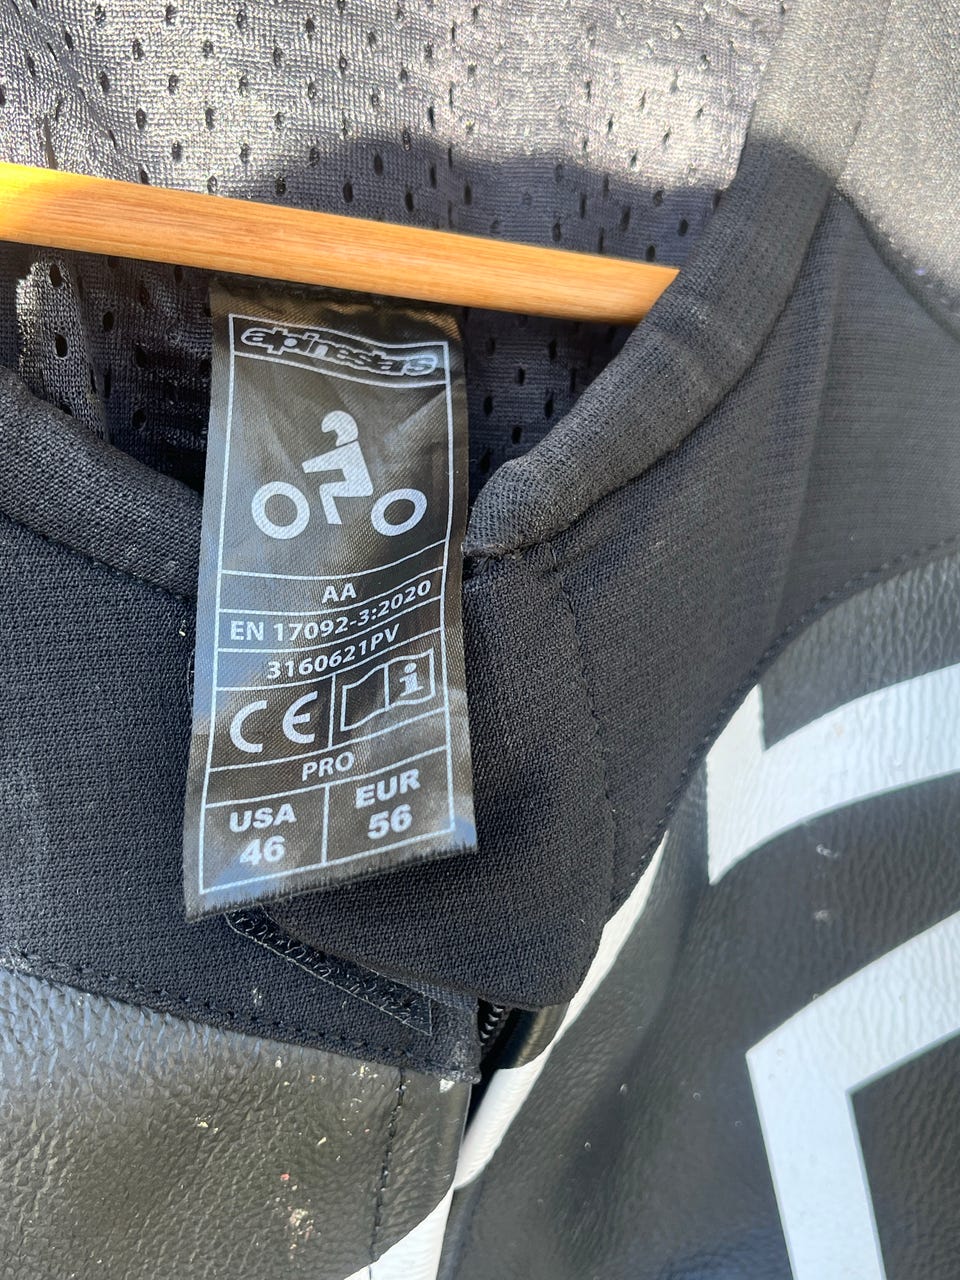 alpinestars
AA
EN 17092-3:2020
3160621PV
CE i
PRO
USA EUR
46 56